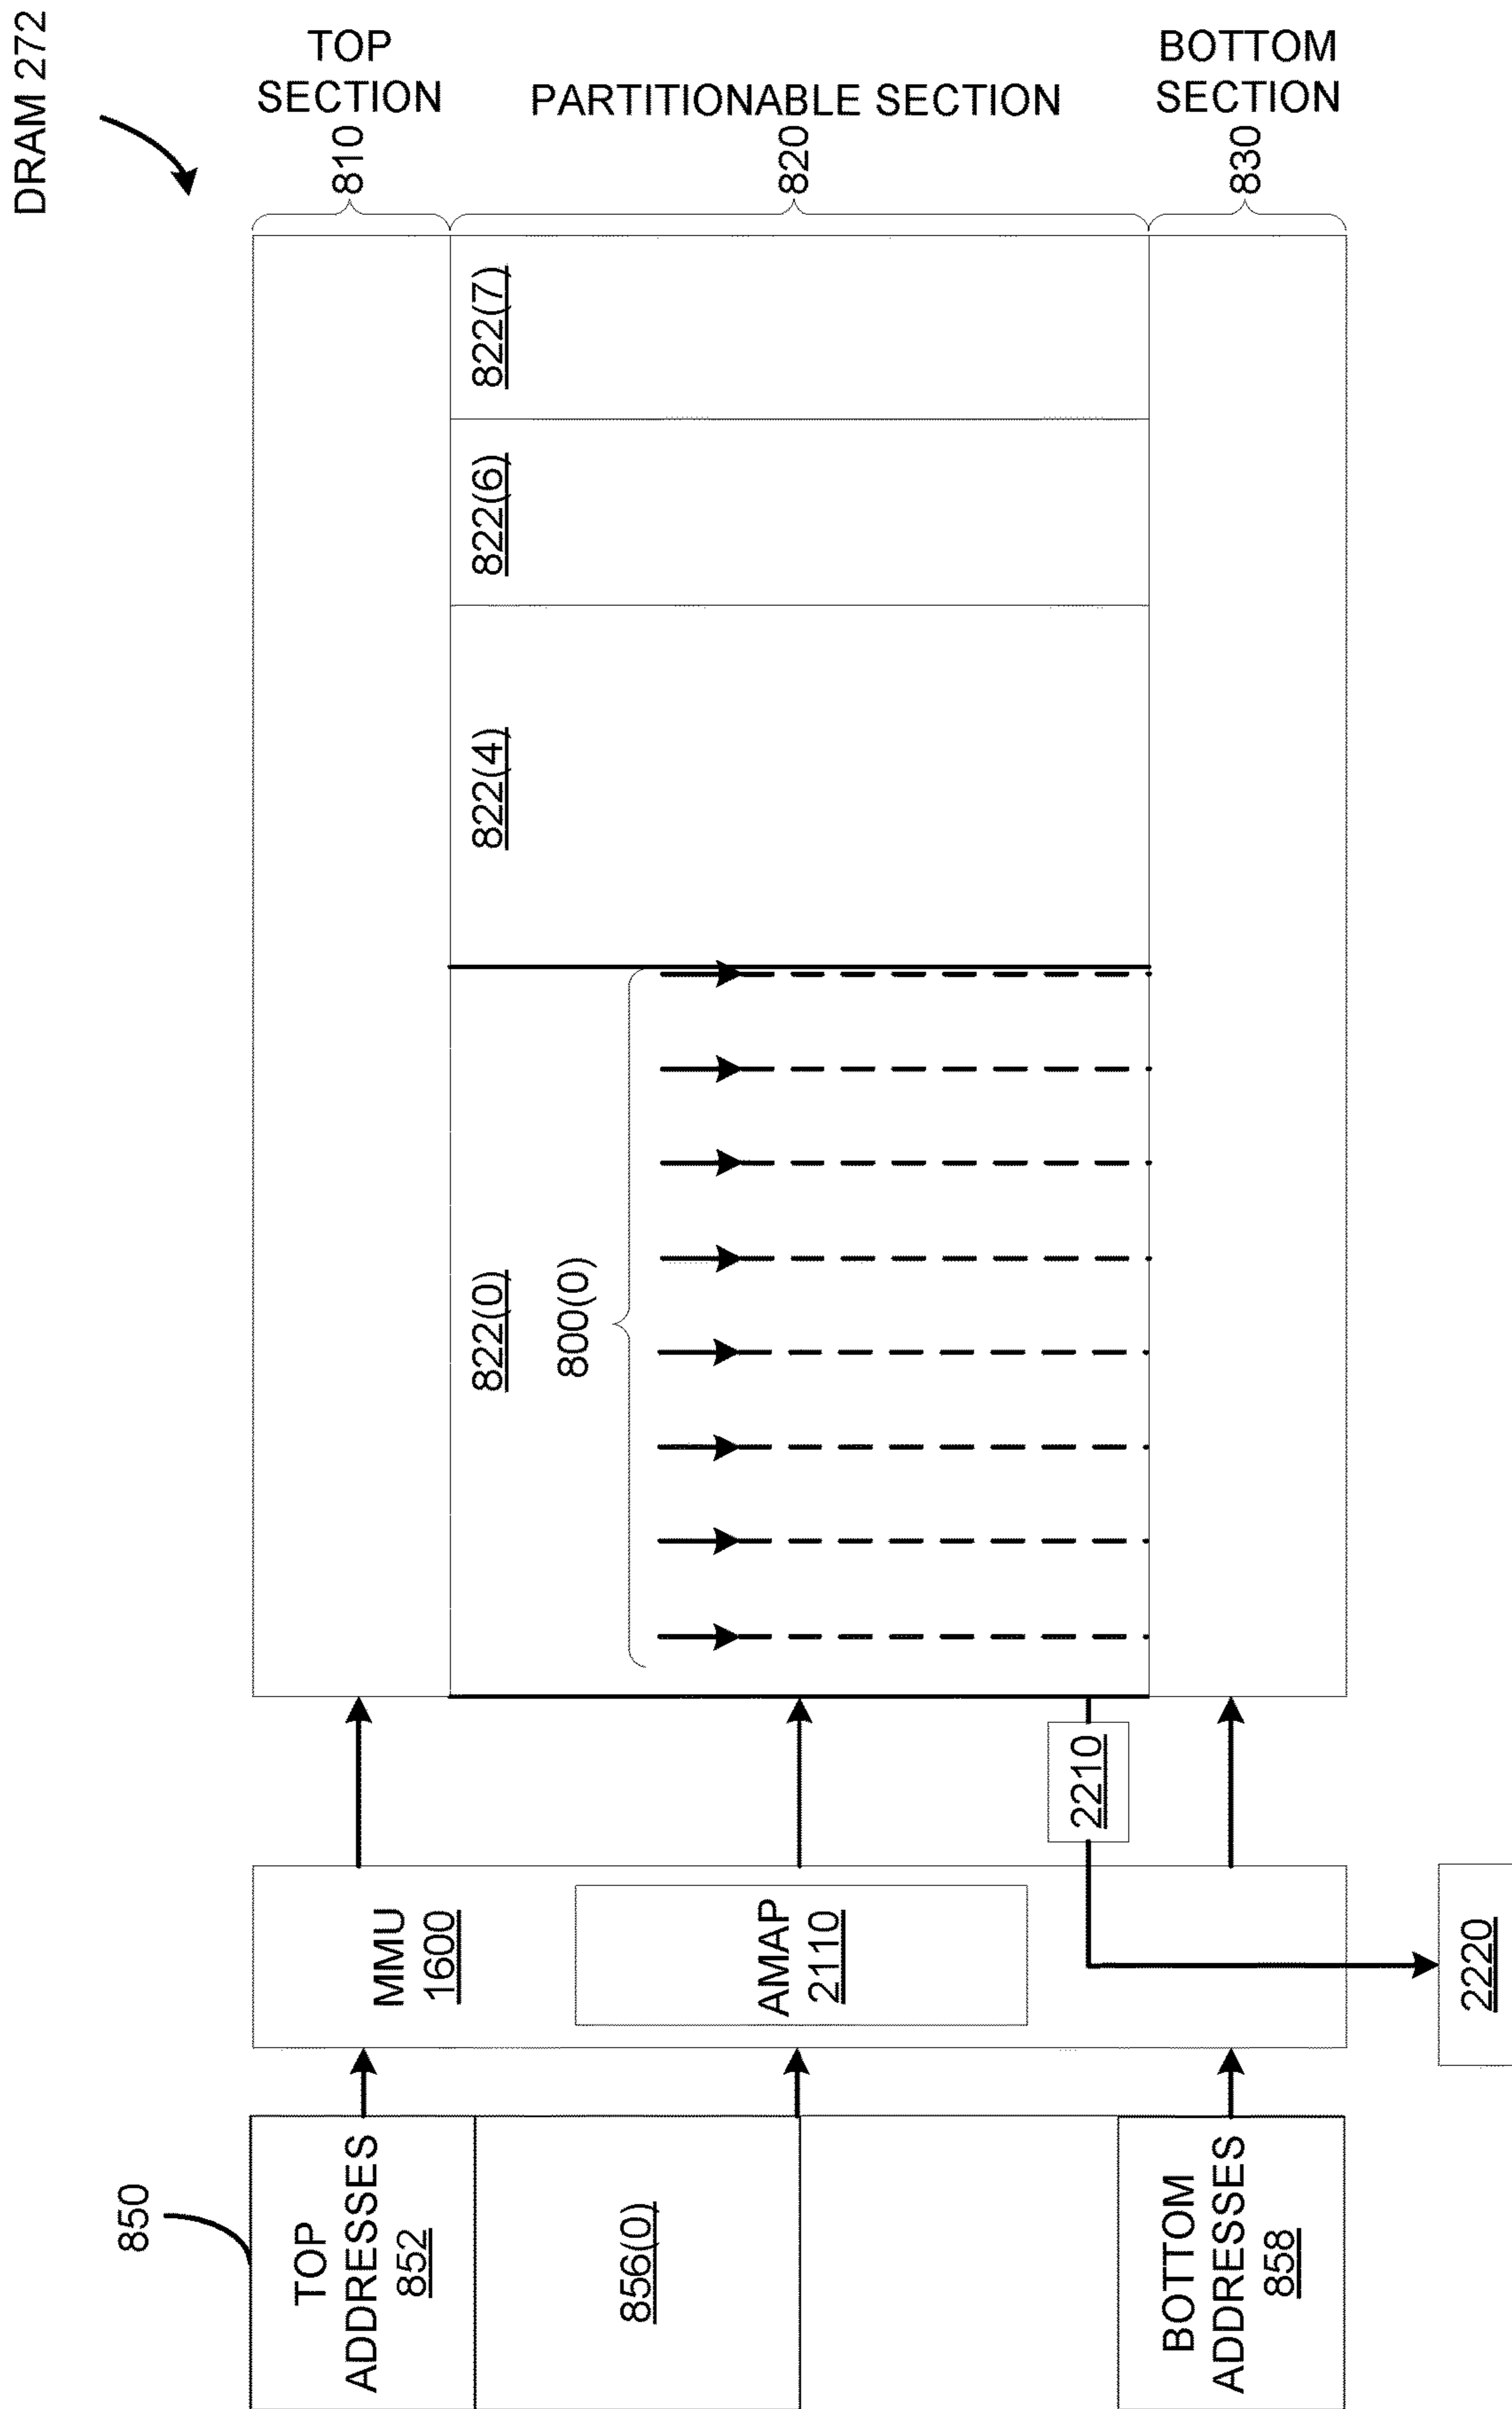 DRAM 272
TOP
SECTION
810
PARTITIONABLE SECTION
820
BOTTOM
SECTION
830
822(0)
822(4)
822(6)
822(7)
800(0)
850
TOP
ADDRESSES
852
856(0)
BOTTOM
ADDRESSES
858
MMU
1600
AMAP
2110
2210
2220